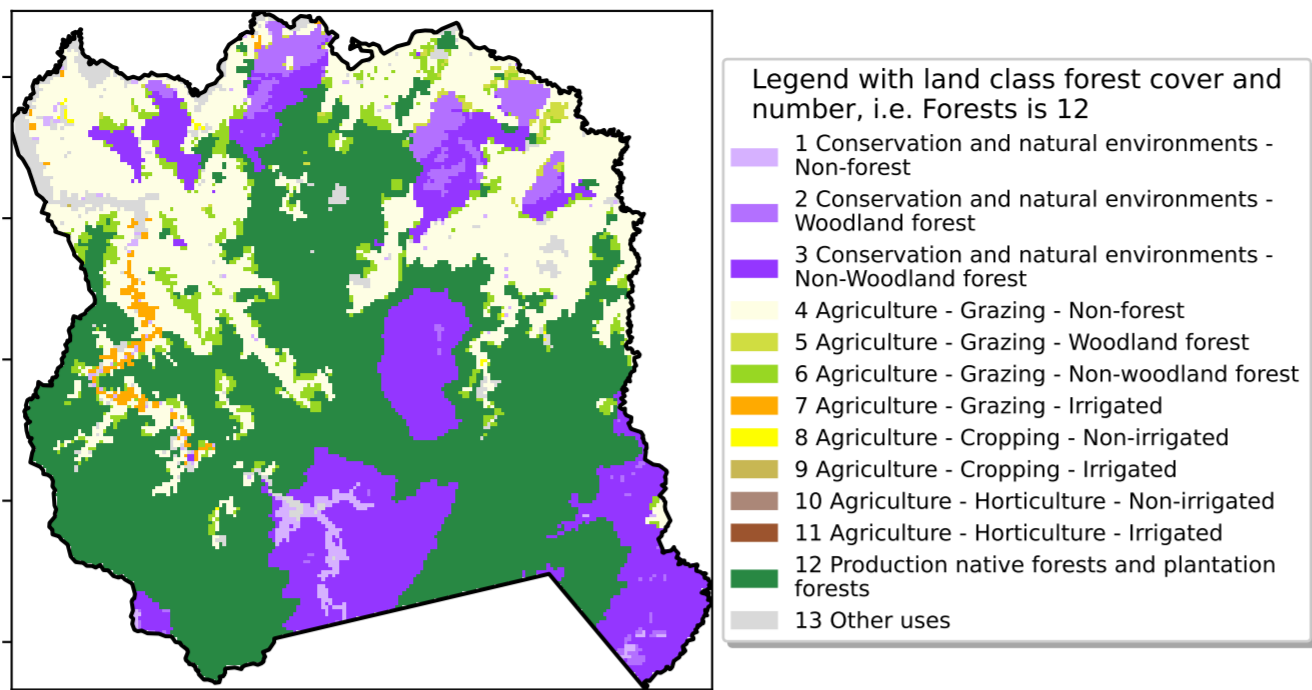 Legend with land class forest cover and
number, i.e. Forests is 12
1 Conservation and natural environments -
Non-forest
2 Conservation and natural environments -
Woodland forest
3 Conservation and natural environments -
Non-Woodland forest
4 Agriculture - Grazing - Non-forest
5 Agriculture - Grazing - Woodland forest
6 Agriculture - Grazing - Non-woodland forest
7 Agriculture - Grazing - Irrigated
8 Agriculture - Cropping - Non-irrigated
9 Agriculture - Cropping - Irrigated
10 Agriculture - Horticulture - Non-irrigated
11 Agriculture - Horticulture - Irrigated
12 Production native forests and plantation
forests
13 Other uses